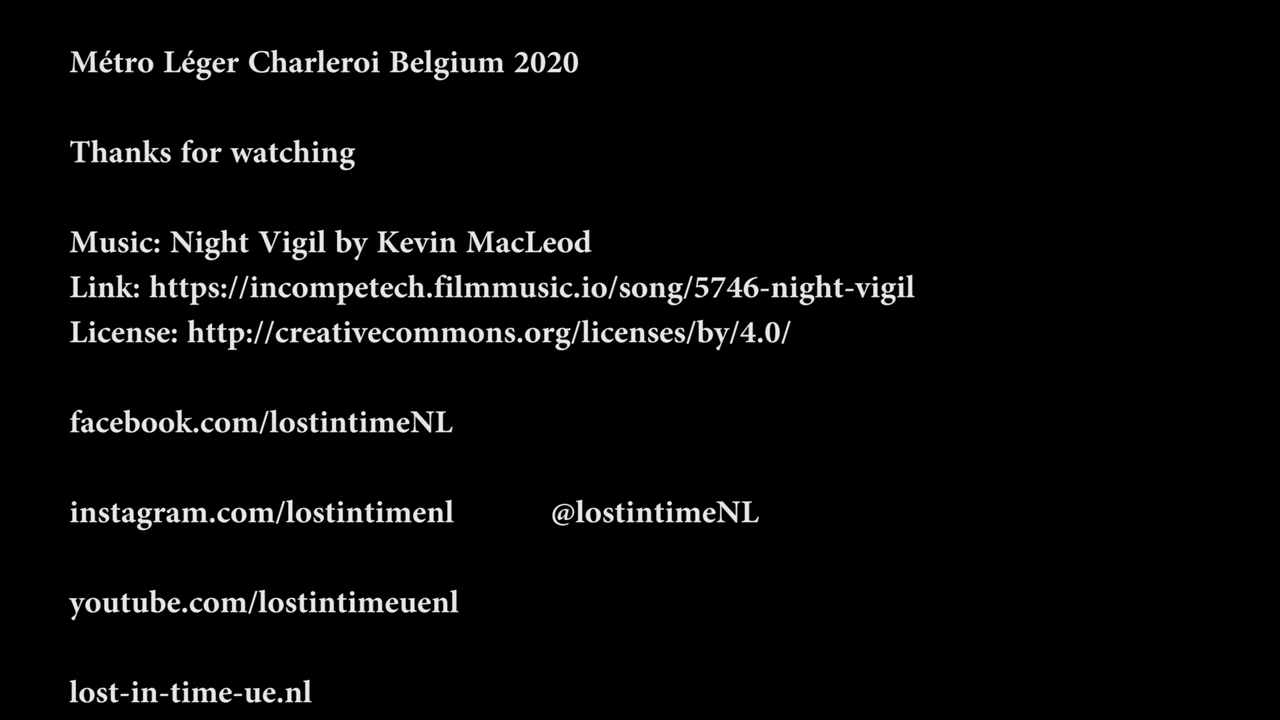 Métro Léger Charleroi Belgium 2020
Thanks for watching
Music: Night Vigil by Kevin MacLeod
Link: https://incompetech.filmmusic.io/song/5746-night-vigil
License: http://creativecommons.org/licenses/by/4.0/
facebook.com/lostintimeNL
instagram.com/lostintimenl @lostintimeNL
youtube.com/lostintimeuenl
lost-in-time-ue.nl